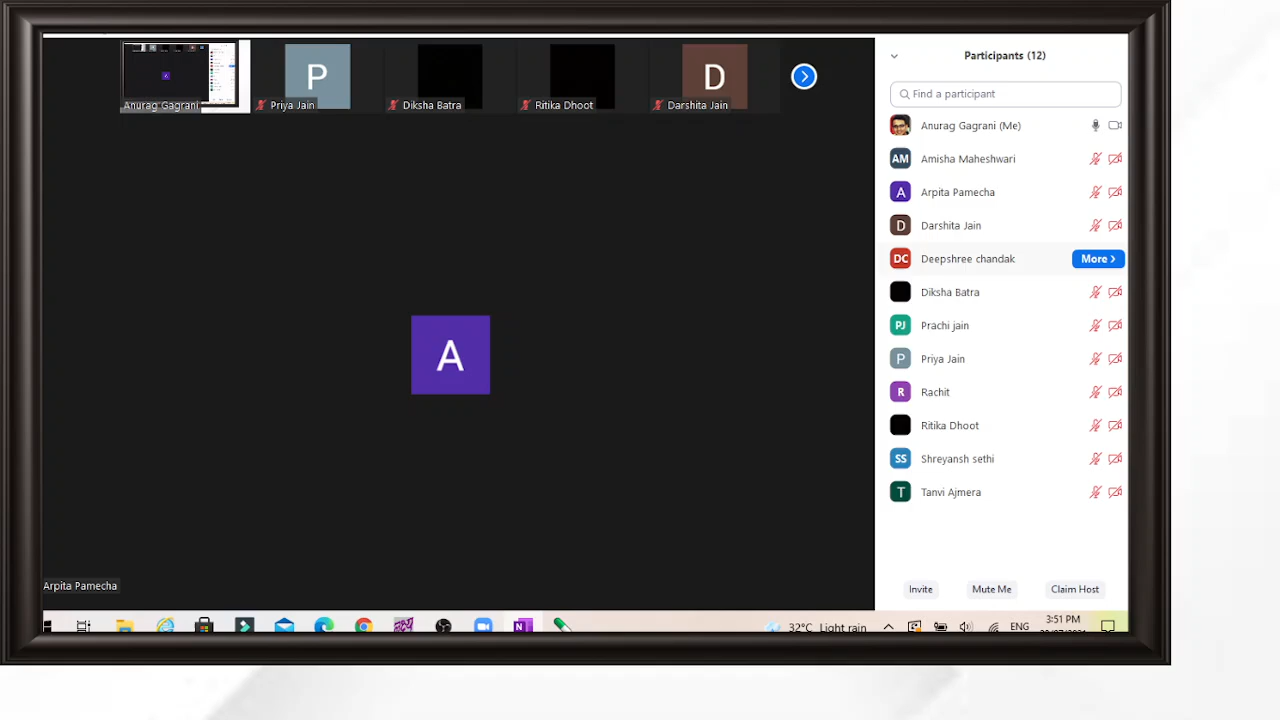 Participants (12)
Find a participant
P
D
Anurag Gagrani
Priya Jain
Diksha Batra
Ritika Dhoot
Darshita Jain
Anurag Gagrani (Me)
AM Amisha Maheshwari
A Arpita Pamecha
D Darshita Jain
DC Deepshree chandak More >
Diksha Batra
PJ Prachi jain
P Priya Jain
R Rachit
Ritika Dhoot
SS Shreyansh sethi
T Tanvi Ajmera
A
Arpita Pamecha
Invite Mute Me Claim Host
32°C Light rain ENG 3:51 PM